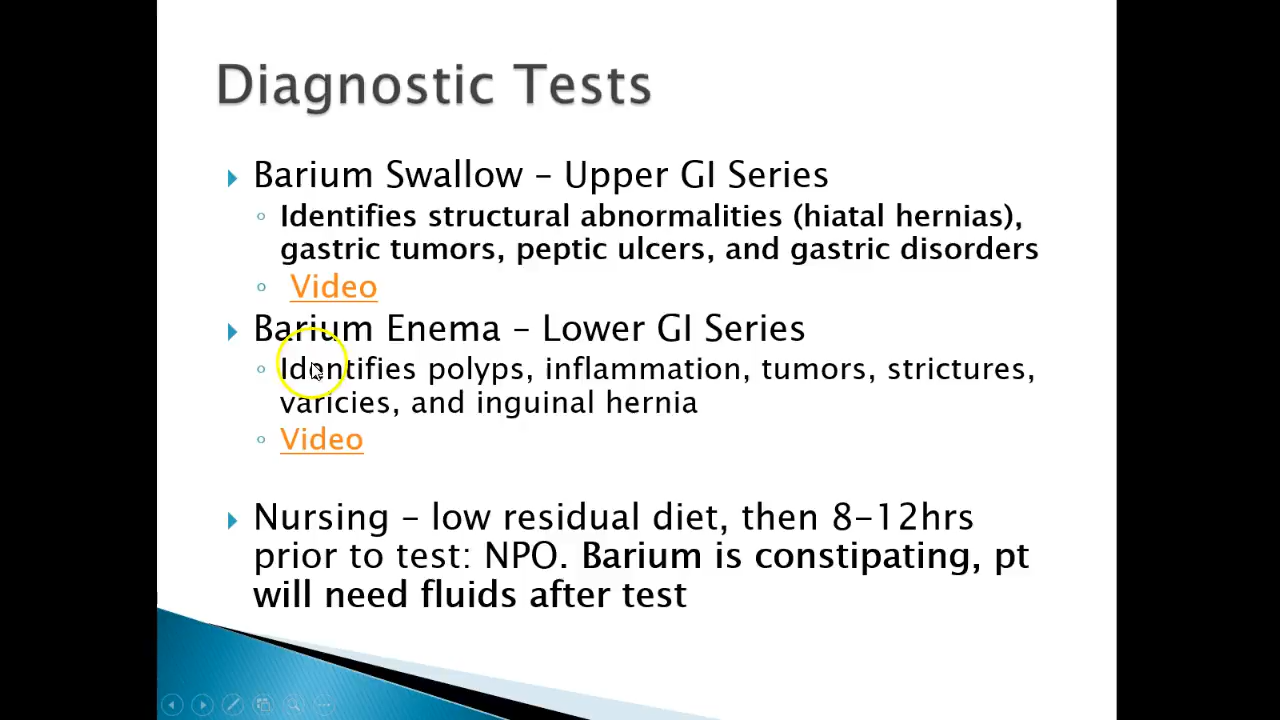 Diagnostic Tests
Barium Swallow – Upper GI Series
Identifies structural abnormalities (hiatal hernias),
gastric tumors, peptic ulcers, and gastric disorders
Video
Barium Enema – Lower GI Series
Identifies polyps, inflammation, tumors, strictures,
varicies, and inguinal hernia
Video
Nursing – low residual diet, then 8-12hrs
prior to test: NPO. Barium is constipating, pt
will need fluids after test